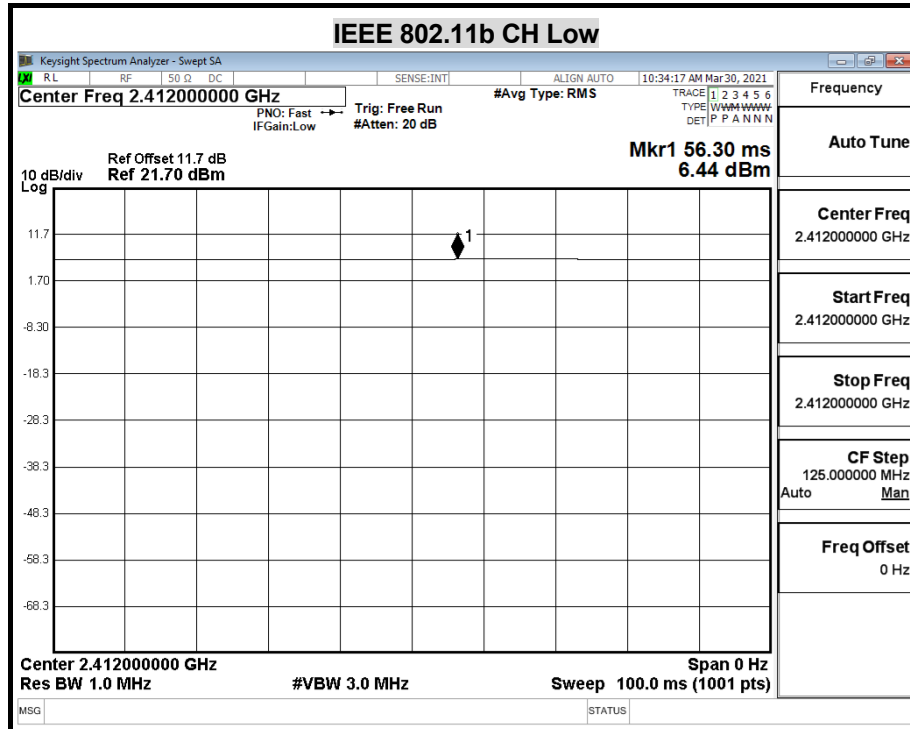 IEEE 802.11b CH Low
Keysight Spectrum Analyzer - Swept SA
LXI RL RF 50 Ω DC SENSE:INT ALIGN AUTO 10:34:17 AM Mar 30, 2021
Center Freq 2.412000000 GHz
PNO: Fast
IFGain:Low
Trig: Free Run
#Atten: 20 dB
#Avg Type: RMS
TRACE 1 2 3 4 5 6
TYPE WWMWWWW
DET P P A N N N
Mkr1 56.30 ms
6.44 dBm
Ref Offset 11.7 dB
10 dB/div Ref 21.70 dBm
Log
1
11.7
1.70
-8.30
-18.3
-28.3
-38.3
-48.3
-58.3
-68.3
Center 2.412000000 GHz Span 0 Hz
Res BW 1.0 MHz #VBW 3.0 MHz Sweep 100.0 ms (1001 pts)
MSG STATUS
Frequency
Auto Tune
Center Freq
2.412000000 GHz
Start Freq
2.412000000 GHz
Stop Freq
2.412000000 GHz
CF Step
125.000000 MHz
Auto Man
Freq Offset
0 Hz